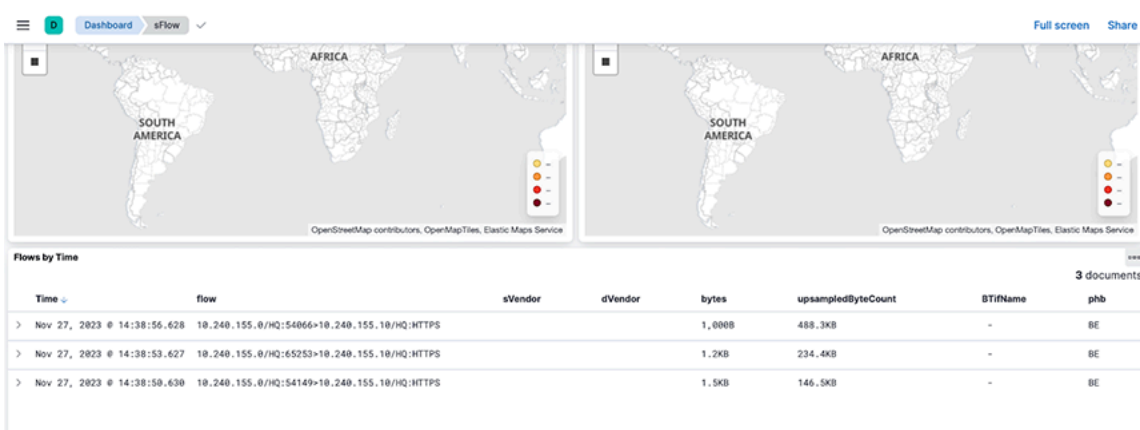 D Dashboard sFlow Full screen Share
AFRICA AFRICA
SOUTH AMERICA SOUTH AMERICA
OpenStreetMap contributors, OpenMapTiles, Elastic Maps Service OpenStreetMap contributors, OpenMapTiles, Elastic Maps Service
Flows by Time
3 documents
Time flow sVendor dVendor bytes upsampledByteCount BTifName phb
Nov 27, 2023 @ 14:38:56.628 10.240.155.0/HQ:54066>10.240.155.10/HQ:HTTPS 1,000B 488.3KB - BE
Nov 27, 2023 @ 14:38:53.627 10.240.155.0/HQ:65253>10.240.155.10/HQ:HTTPS 1.2KB 234.4KB - BE
Nov 27, 2023 @ 14:38:50.630 10.240.155.0/HQ:54149>10.240.155.10/HQ:HTTPS 1.5KB 146.5KB - BE